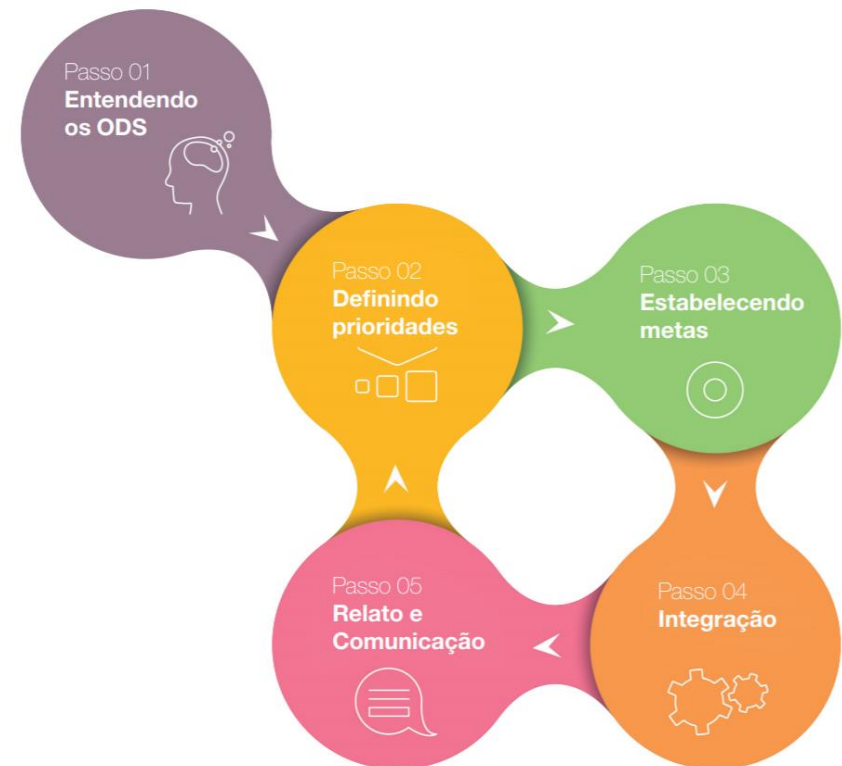 Passo 01
Entendendo
os ODS
Passo 02
Definindo
prioridades
Passo 03
Estabelecendo
metas
Passo 04
Integração
Passo 05
Relato e
Comunicação